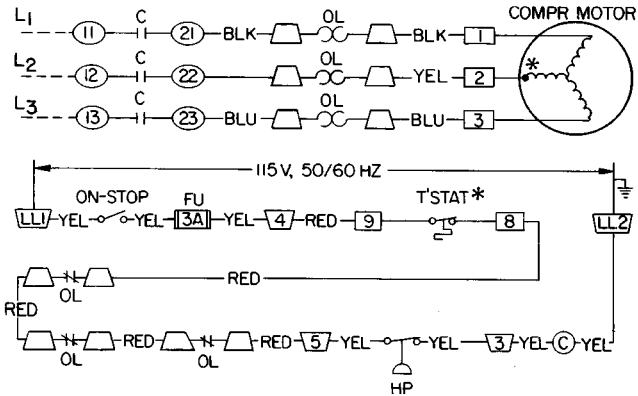 COMPR MOTOR
L1 11 C 21 BLK OL BLK 1
L2 12 C 22 OL YEL 2 *
L3 13 C 23 BLU OL BLU 3
115V, 50/60 HZ
ON-STOP FU T'STAT*
LL1 YEL YEL 3A YEL 4 RED 9 8 LL2
RED
OL
RED
RED RED 5 YEL YEL 3 YEL C YEL
OL OL
HP